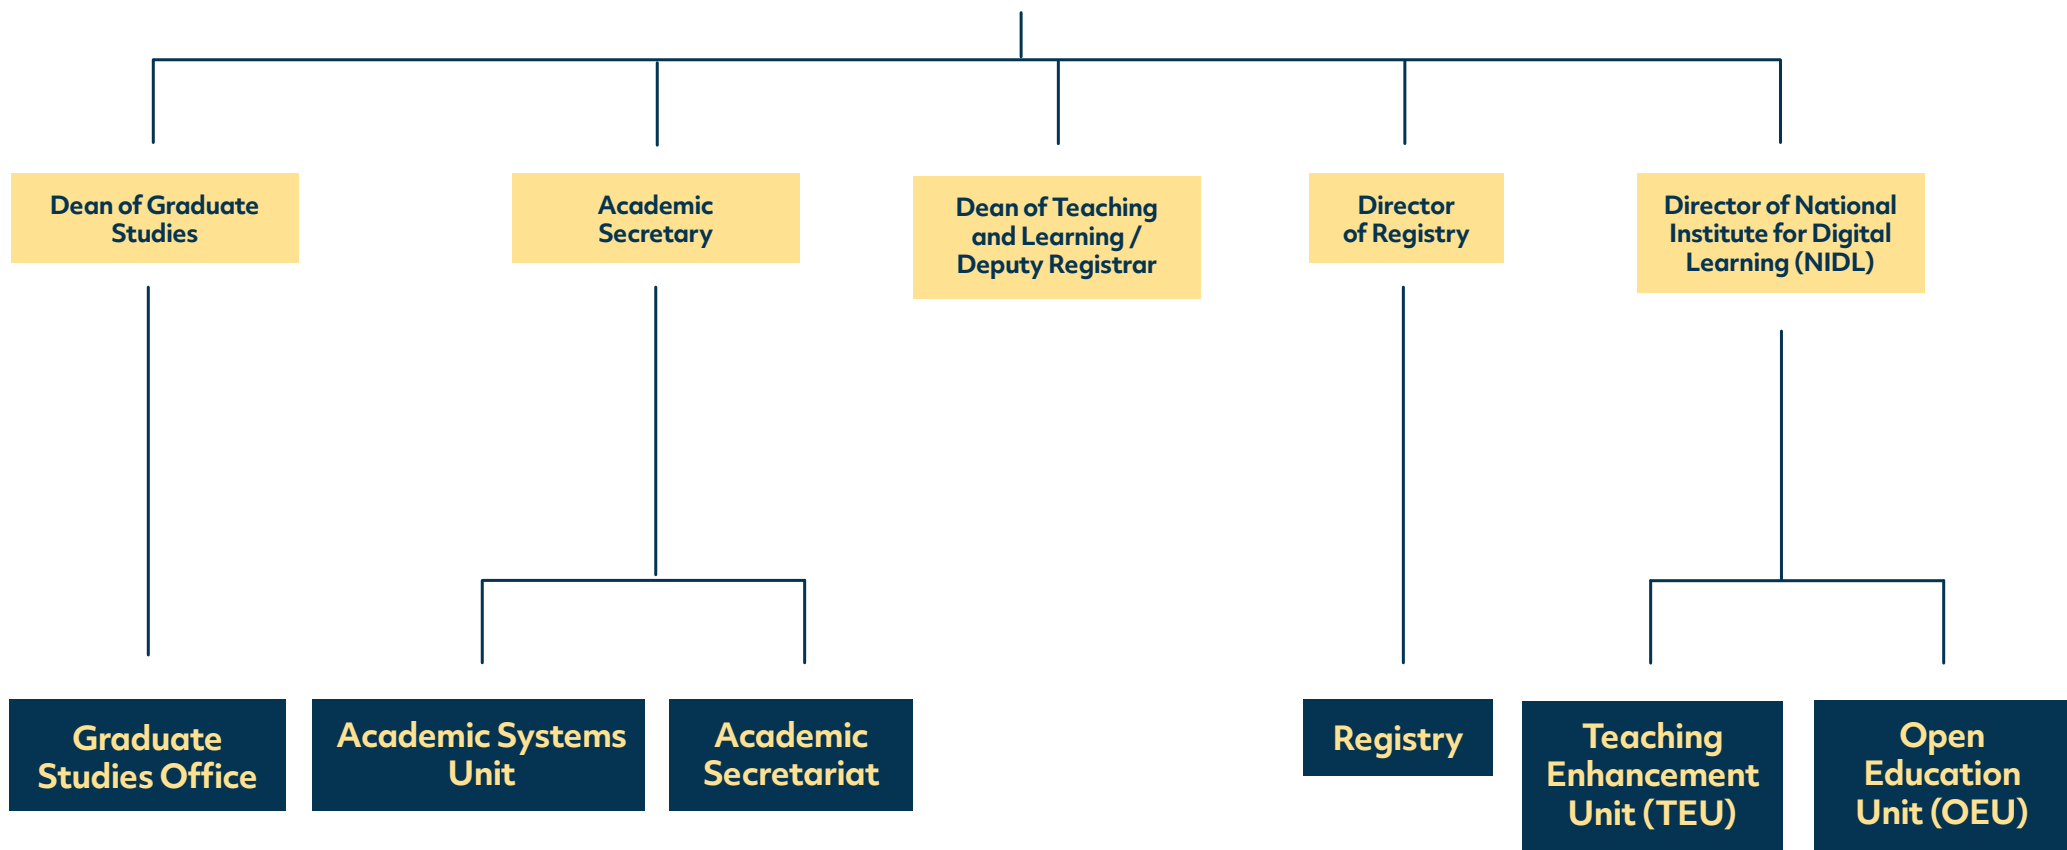 Dean of Graduate
Studies
Academic
Secretary
Dean of Teaching
and Learning /
Deputy Registrar
Director
of Registry
Director of National
Institute for Digital
Learning (NIDL)
Graduate
Studies Office
Academic Systems
Unit
Academic
Secretariat
Registry
Teaching
Enhancement
Unit (TEU)
Open
Education
Unit (OEU)